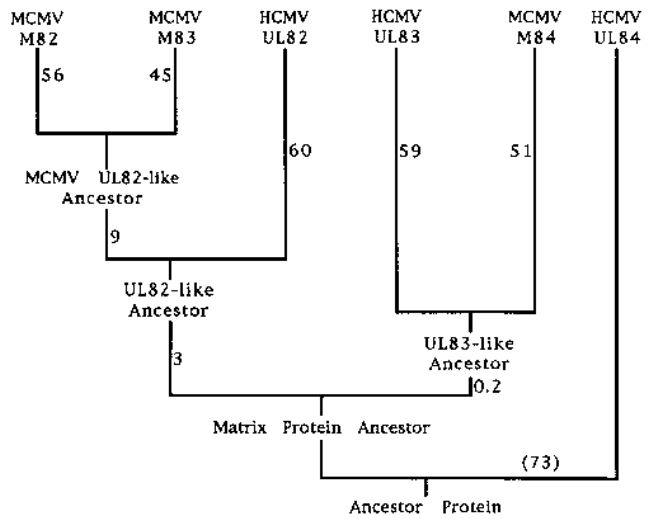 MCMV MCMV HCMV HCMV MCMV HCMV
M82 M83 UL82 UL83 M84 UL84
56 45
60 59 51
MCMV UL82-like
Ancestor
9
UL82-like
Ancestor
UL83-like
Ancestor
3
0.2
Matrix Protein Ancestor
(73)
Ancestor Protein